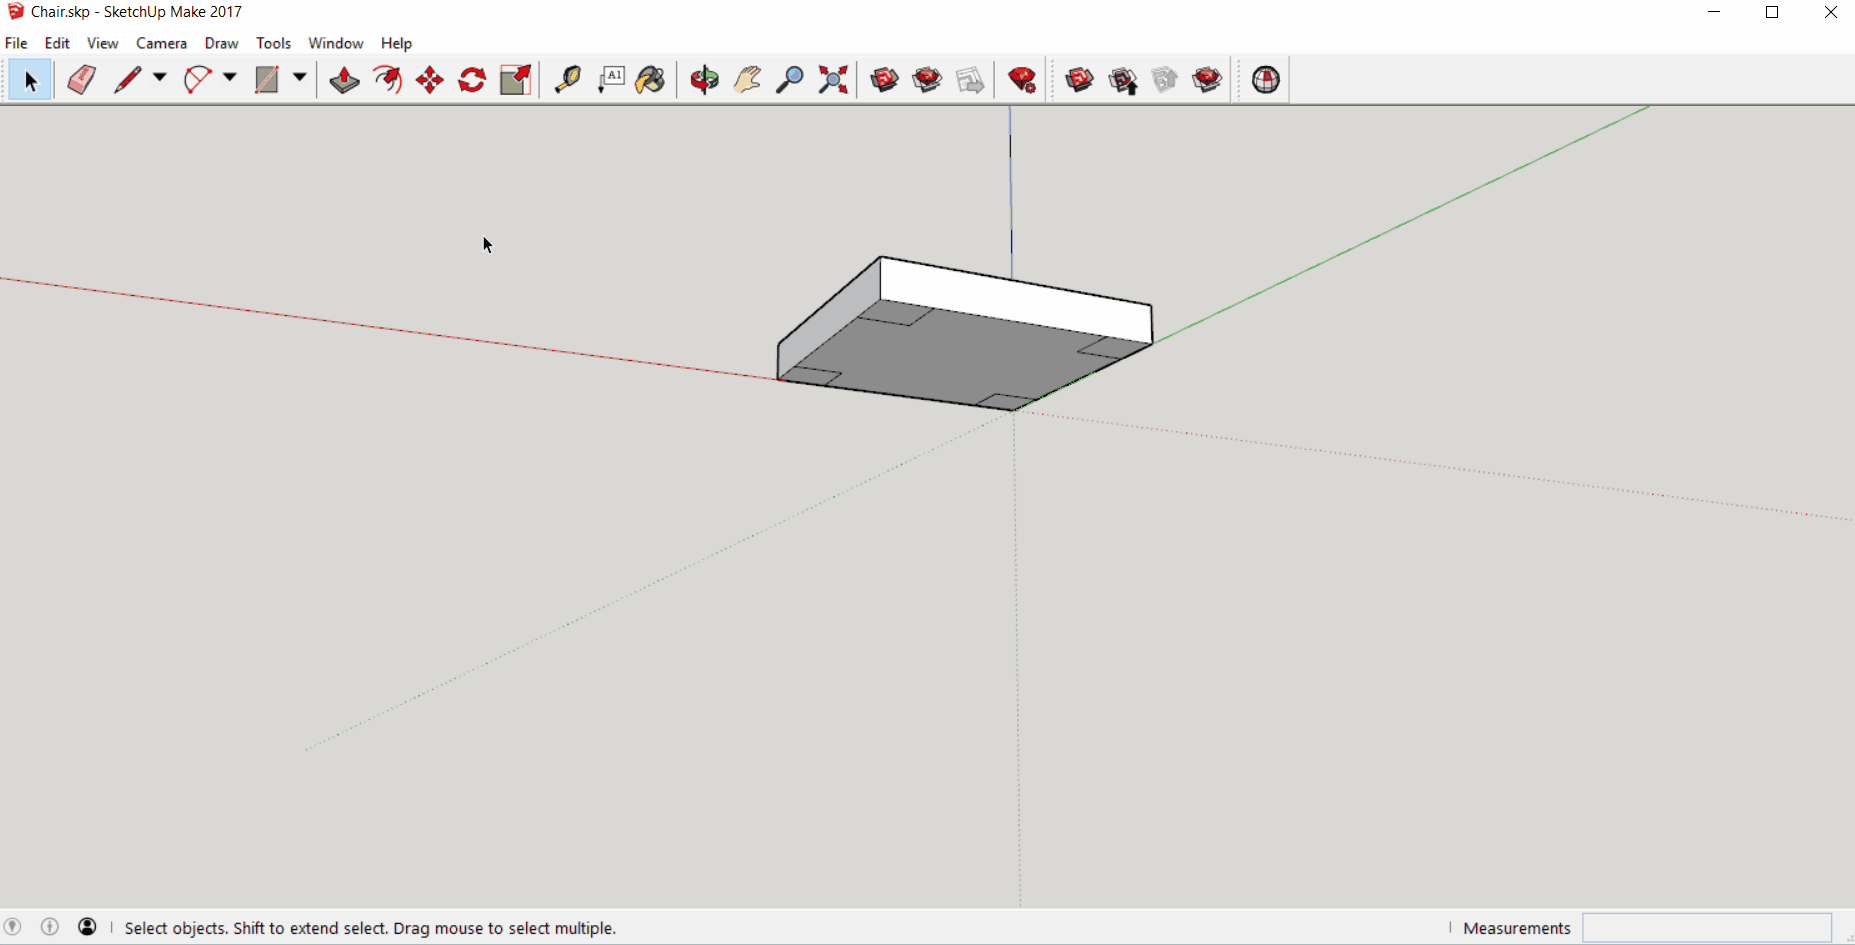 Chair.skp - SketchUp Make 2017
File Edit View Camera Draw Tools Window Help
A1
Select objects. Shift to extend select. Drag mouse to select multiple.
Measurements